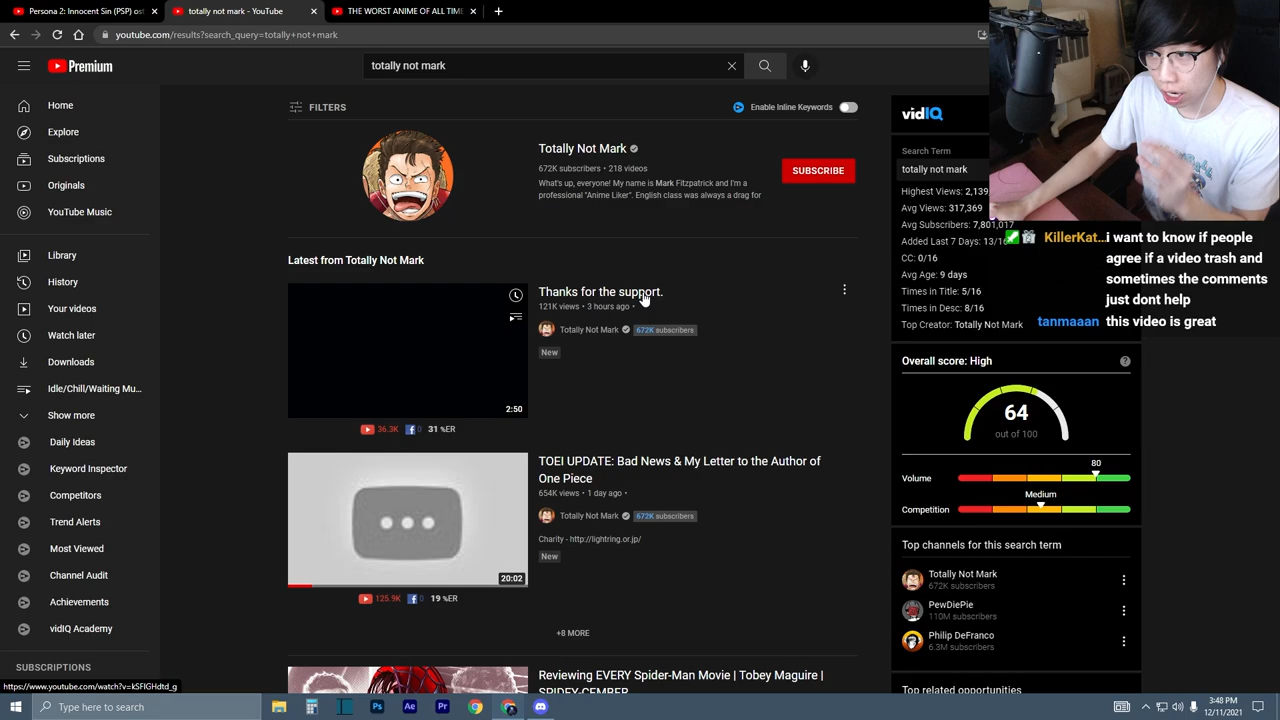 Persona 2: Innocent Sin (PSP) os
totally not mark - YouTube
THE WORST ANIME OF ALL TIME
youtube.com/results?search_query=totally+not+mark
Premium
totally not mark
Home
Explore
Subscriptions
Originals
YouTube Music
Library
History
Your videos
Watch later
Downloads
Idle/Chill/Waiting Mu...
Show more
Daily Ideas
Keyword Inspector
Competitors
Trend Alerts
Most Viewed
Channel Audit
Achievements
vidIQ Academy
SUBSCRIPTIONS
https://www.youtube.com/watch?v=kSFIGHdtd_g
FILTERS
Enable Inline Keywords
Totally Not Mark
672K subscribers • 218 videos
What's up, everyone! My name is Mark Fitzpatrick and I'm a
professional "Anime Liker". English class was always a drag for
SUBSCRIBE
Latest from Totally Not Mark
Thanks for the support.
121K views • 3 hours ago •
Totally Not Mark 672K subscribers
New
2:50
36.3K 0 31 %ER
TOEI UPDATE: Bad News & My Letter to the Author of
One Piece
654K views • 1 day ago •
Totally Not Mark 672K subscribers
Charity - http://lightring.or.jp/
New
20:02
125.9K 0 19 %ER
+8 MORE
Reviewing EVERY Spider-Man Movie | Tobey Maguire |
SPIDEY-CEMBER
vidIQ
Search Term
totally not mark
Highest Views: 2,139,
Avg Views: 317,369
Avg Subscribers: 7,801,017
Added Last 7 Days: 13/16
CC: 0/16
Avg Age: 9 days
Times in Title: 5/16
Times in Desc: 8/16
Top Creator: Totally Not Mark
Overall score: High
64
out of 100
Volume 80
Medium
Competition
Top channels for this search term
Totally Not Mark
672K subscribers
PewDiePie
110M subscribers
Philip DeFranco
6.3M subscribers
Top related opportunities
KillerKat... i want to know if people
agree if a video trash and
sometimes the comments
just dont help
tanmaaan this video is great
Type here to search
3:48 PM
12/11/2021